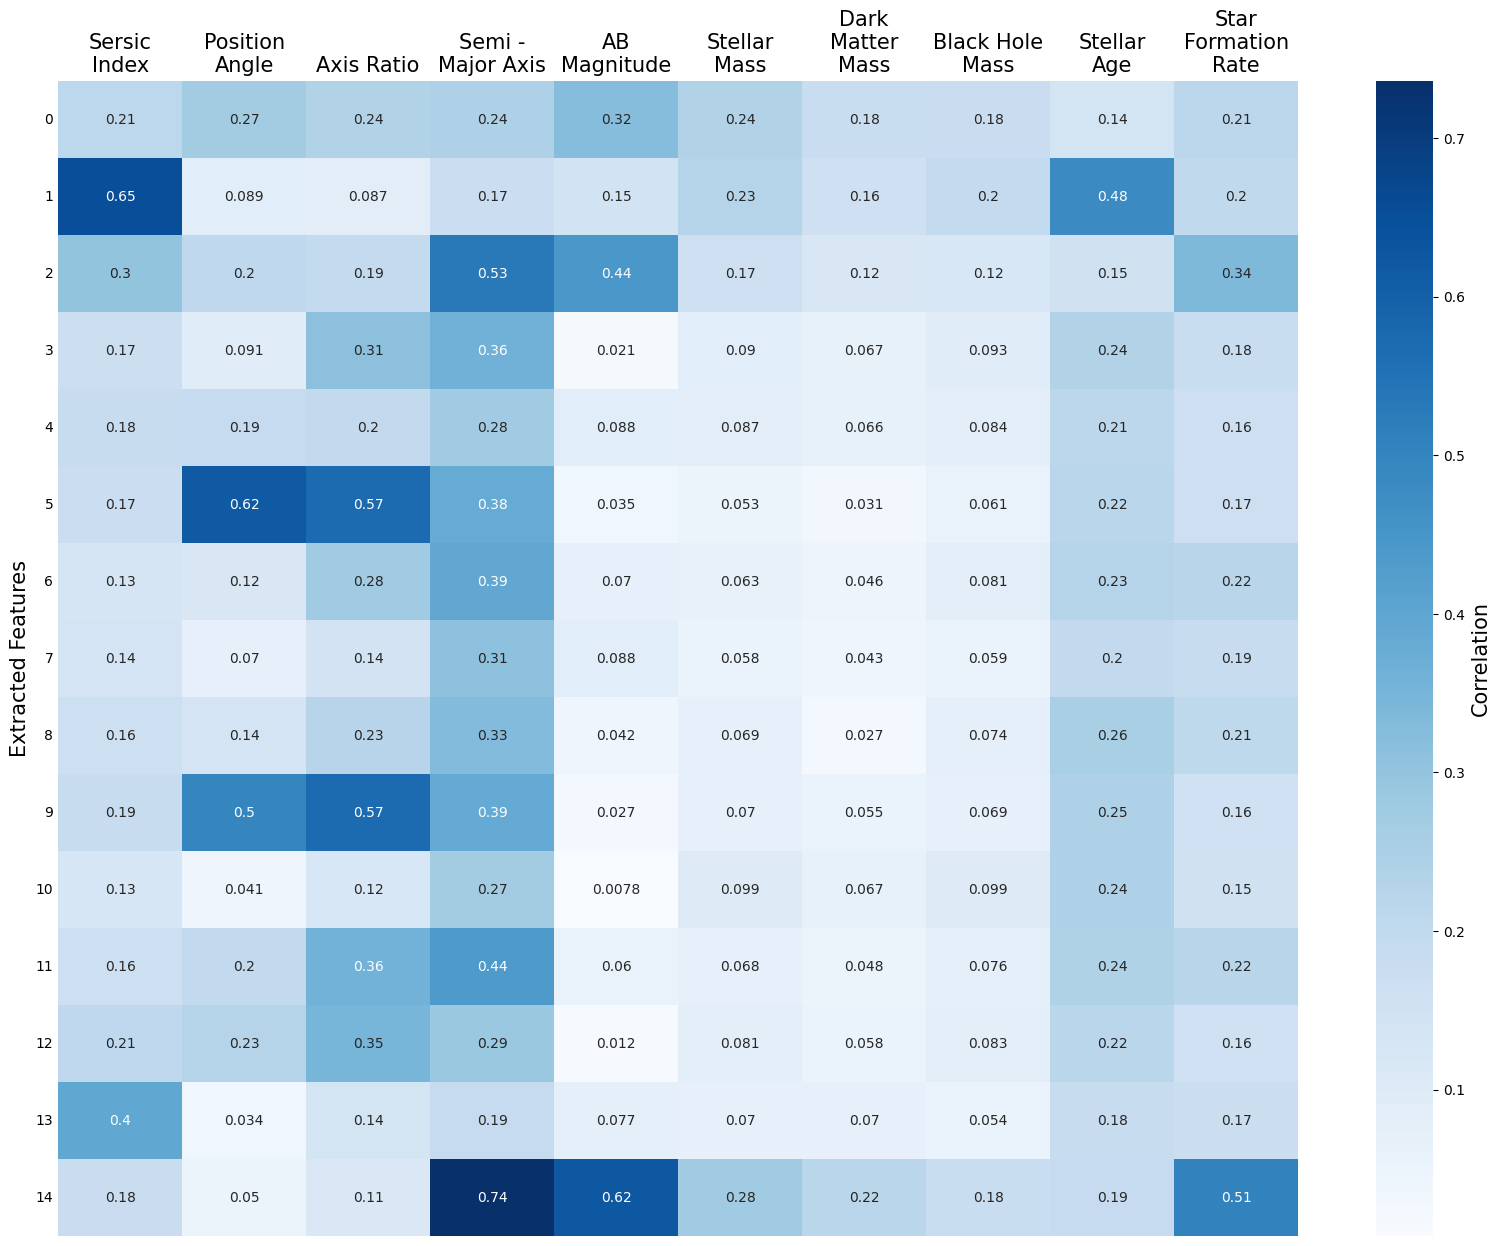 Sersic
Index
Position
Angle
Axis Ratio
Semi -
Major Axis
AB
Magnitude
Stellar
Mass
Dark
Matter
Mass
Black Hole
Mass
Stellar
Age
Star
Formation
Rate
0 0.21 0.27 0.24 0.24 0.32 0.24 0.18 0.18 0.14 0.21
1 0.65 0.089 0.087 0.17 0.15 0.23 0.16 0.2 0.48 0.2
2 0.3 0.2 0.19 0.53 0.44 0.17 0.12 0.12 0.15 0.34
3 0.17 0.091 0.31 0.36 0.021 0.09 0.067 0.093 0.24 0.18
4 0.18 0.19 0.2 0.28 0.088 0.087 0.066 0.084 0.21 0.16
5 0.17 0.62 0.57 0.38 0.035 0.053 0.031 0.061 0.22 0.17
6 0.13 0.12 0.28 0.39 0.07 0.063 0.046 0.081 0.23 0.22
7 0.14 0.07 0.14 0.31 0.088 0.058 0.043 0.059 0.2 0.19
8 0.16 0.14 0.23 0.33 0.042 0.069 0.027 0.074 0.26 0.21
9 0.19 0.5 0.57 0.39 0.027 0.07 0.055 0.069 0.25 0.16
10 0.13 0.041 0.12 0.27 0.0078 0.099 0.067 0.099 0.24 0.15
11 0.16 0.2 0.36 0.44 0.06 0.068 0.048 0.076 0.24 0.22
12 0.21 0.23 0.35 0.29 0.012 0.081 0.058 0.083 0.22 0.16
13 0.4 0.034 0.14 0.19 0.077 0.07 0.07 0.054 0.18 0.17
14 0.18 0.05 0.11 0.74 0.62 0.28 0.22 0.18 0.19 0.51
Extracted Features
0.7
0.6
0.5
0.4
0.3
0.2
0.1
Correlation